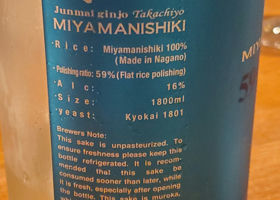 Junmai ginjo Takachiyo
MIYAMANISHIKI
・Rice: Miyamanishiki 100%
(Made in Nagano)
・Polishing ratio: 59% (Flat rice polishing)
・Alc: 16%
・Size: 1800ml
・yeast: Kyokai 1801
Brewers Note:
This sake is unpasteurized. To
ensure freshness please keep this
bottle refrigerated. It is recom-
mended that this sake be
consumed sooner than later, while
it is fresh, especially after opening
the bottle. This sake is muroka,
MIYAM